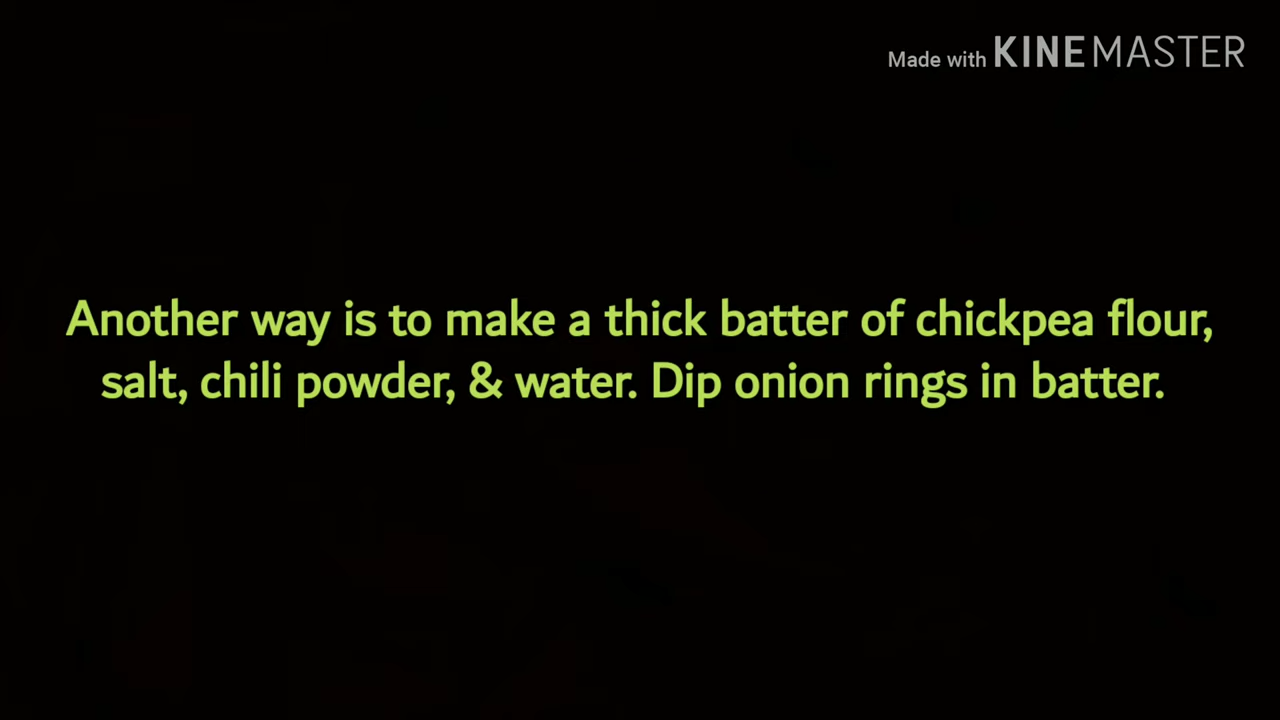 Made with KINEMASTER
Another way is to make a thick batter of chickpea flour,
salt, chili powder, & water. Dip onion rings in batter.